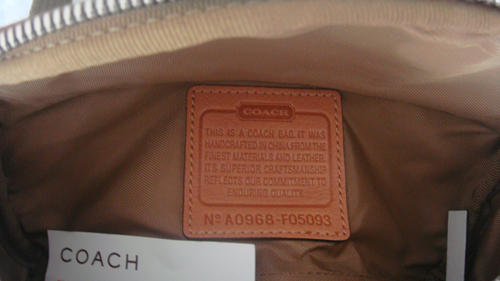 COACH
THIS IS A COACH BAG. IT WAS
HANDCRAFTED IN CHINA FROM THE
FINEST MATERIALS AND LEATHER.
IT'S SUPERIOR CRAFTSMANSHIP
REFLECTS OUR COMMITMENT TO
ENDURING QUALITY.
No A0968-F05093
COACH